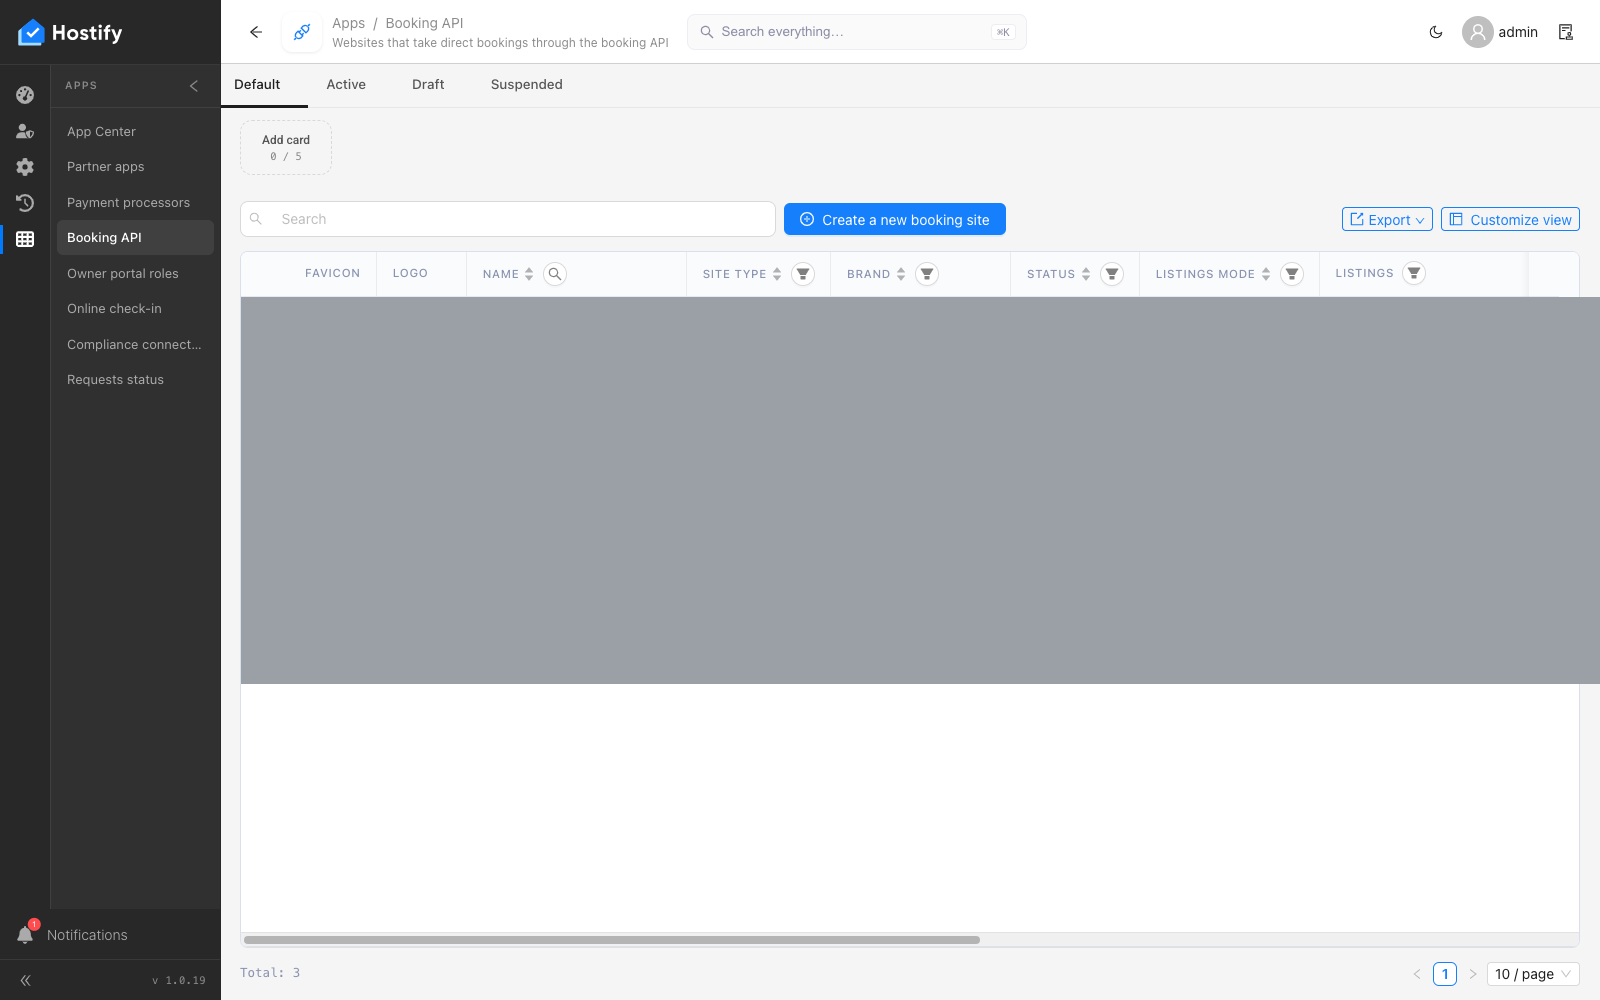 Hostify
Apps / Booking API
Websites that take direct bookings through the booking API
Search everything...
⌘K
admin
APPS
App Center
Partner apps
Payment processors
Booking API
Owner portal roles
Online check-in
Compliance connect...
Requests status
1
Notifications
v 1.0.19
Default
Active
Draft
Suspended
Add card
0 / 5
Search
Create a new booking site
Export
Customize view
FAVICON
LOGO
NAME
SITE TYPE
BRAND
STATUS
LISTINGS MODE
LISTINGS
Total: 3
1
10 / page